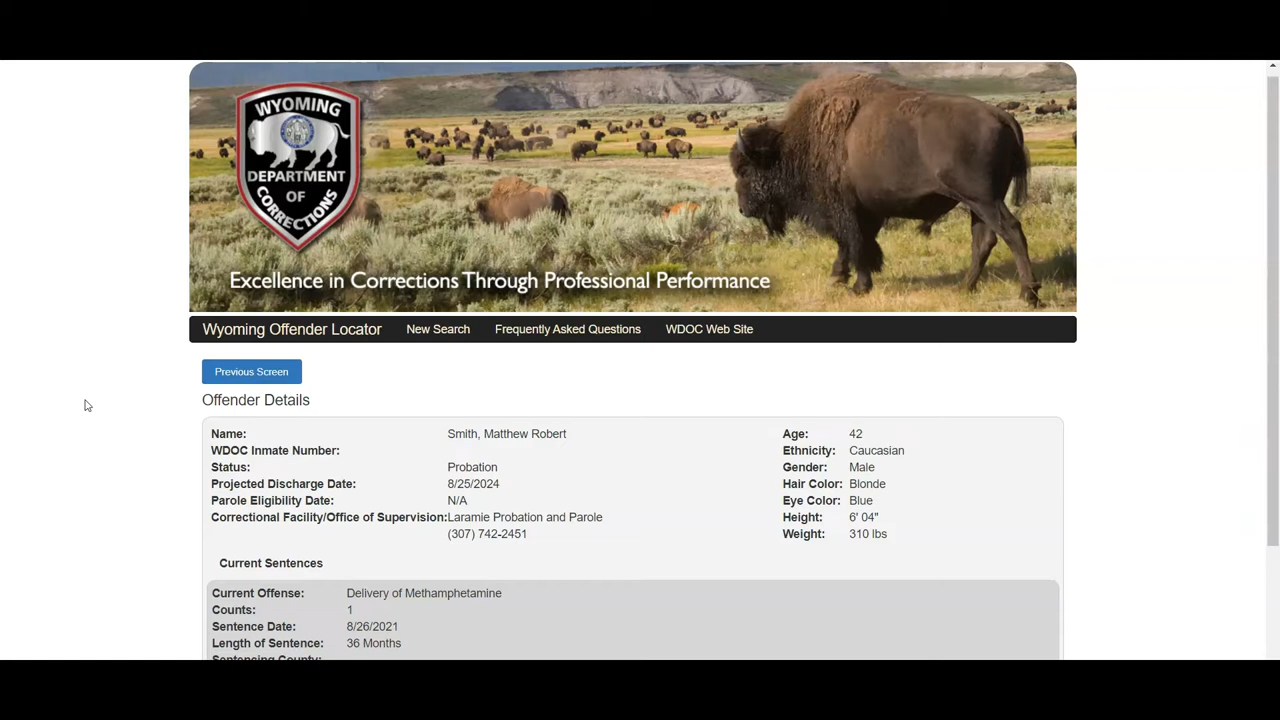 WYOMING
DEPARTMENT
OF
CORRECTIONS
Excellence in Corrections Through Professional Performance
Wyoming Offender Locator New Search Frequently Asked Questions WDOC Web Site
Previous Screen
Offender Details
Name: Smith, Matthew Robert Age: 42
WDOC Inmate Number: Ethnicity: Caucasian
Status: Probation Gender: Male
Projected Discharge Date: 8/25/2024 Hair Color: Blonde
Parole Eligibility Date: N/A Eye Color: Blue
Correctional Facility/Office of Supervision: Laramie Probation and Parole Height: 6' 04"
(307) 742-2451 Weight: 310 lbs
Current Sentences
Current Offense: Delivery of Methamphetamine
Counts: 1
Sentence Date: 8/26/2021
Length of Sentence: 36 Months
Sentencing County: